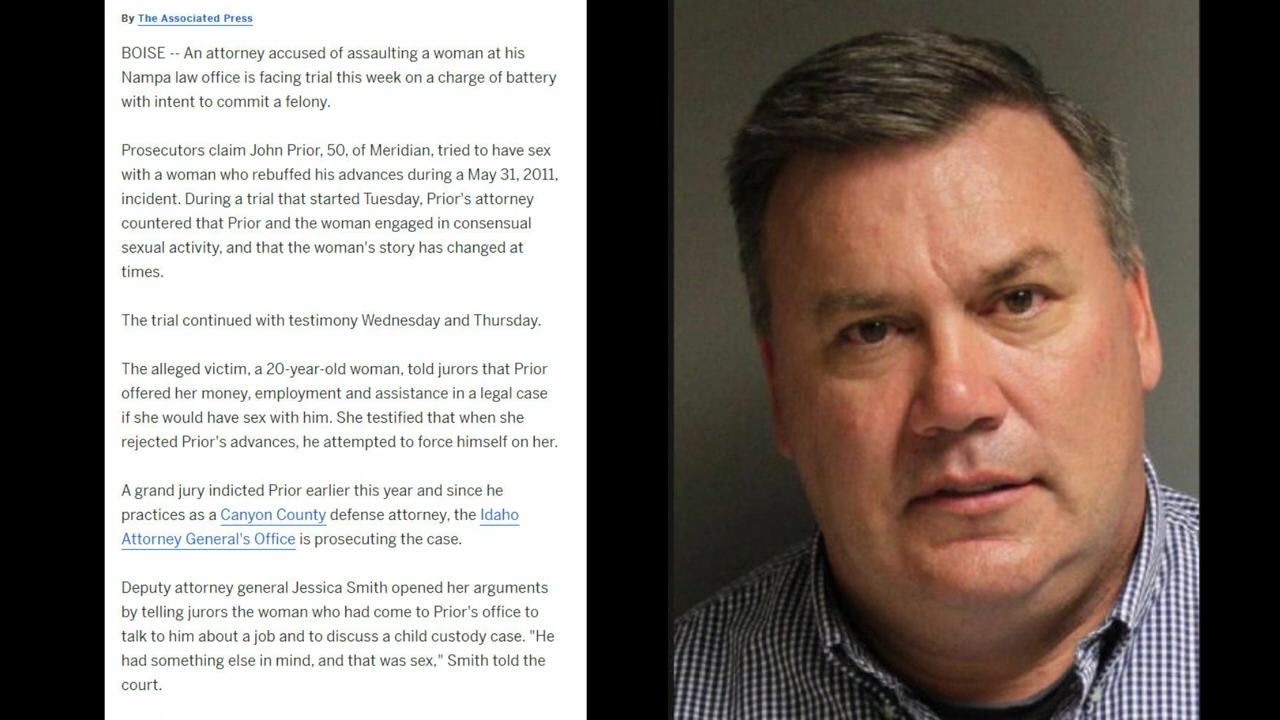 By The Associated Press
BOISE -- An attorney accused of assaulting a woman at his
Nampa law office is facing trial this week on a charge of battery
with intent to commit a felony.
Prosecutors claim John Prior, 50, of Meridian, tried to have sex
with a woman who rebuffed his advances during a May 31, 2011,
incident. During a trial that started Tuesday, Prior's attorney
countered that Prior and the woman engaged in consensual
sexual activity, and that the woman's story has changed at
times.
The trial continued with testimony Wednesday and Thursday.
The alleged victim, a 20-year-old woman, told jurors that Prior
offered her money, employment and assistance in a legal case
if she would have sex with him. She testified that when she
rejected Prior's advances, he attempted to force himself on her.
A grand jury indicted Prior earlier this year and since he
practices as a Canyon County defense attorney, the Idaho
Attorney General's Office is prosecuting the case.
Deputy attorney general Jessica Smith opened her arguments
by telling jurors the woman who had come to Prior's office to
talk to him about a job and to discuss a child custody case. "He
had something else in mind, and that was sex," Smith told the
court.